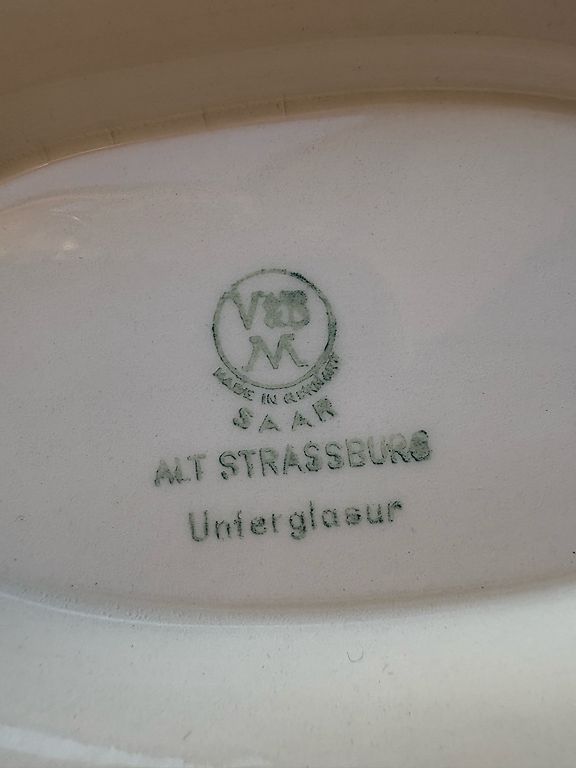 V&B
M
MADE IN GERMANY
SAAR
ALT STRASSBURG
Unterglasur